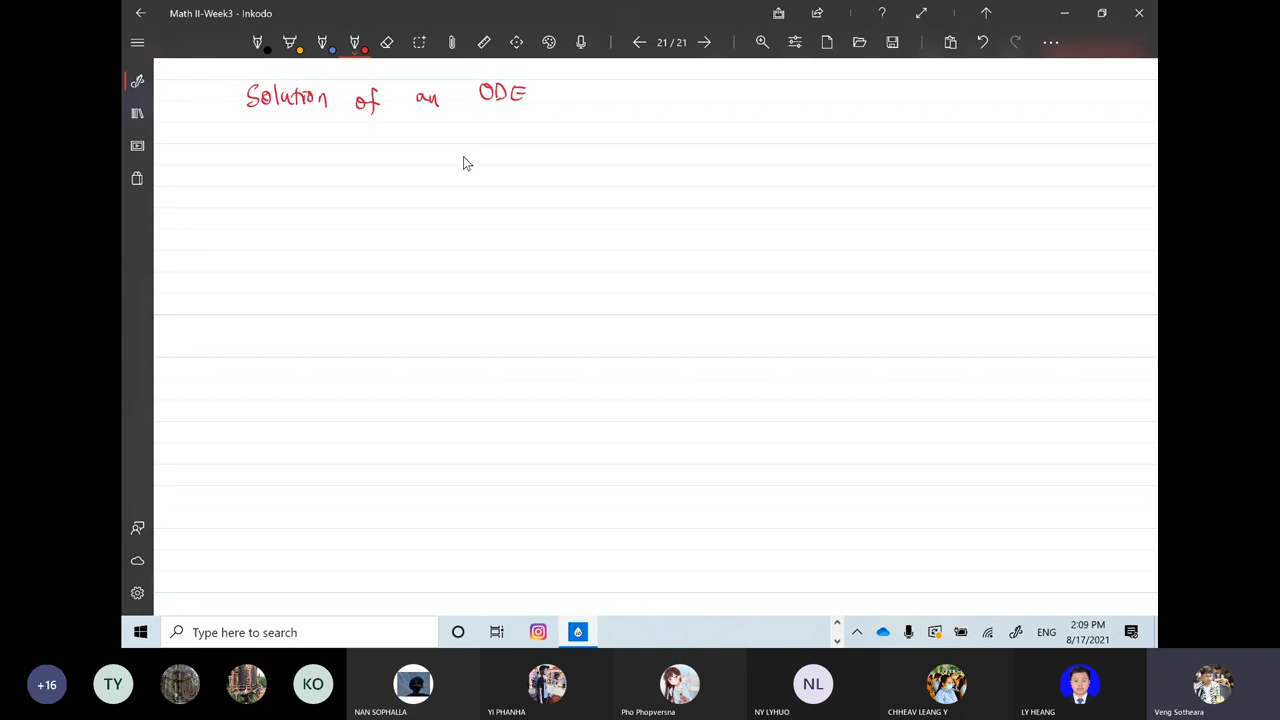 Math II-Week3 - Inkodo
21 / 21
Solution of an ODE
Type here to search
ENG
2:09 PM
8/17/2021
+16
TY
KO
NL
NAN SOPHALLA
YI PHANHA
Pho Phopversna
NY LYHUO
CHHEAV LEANG Y
LY HEANG
Veng Sotheara